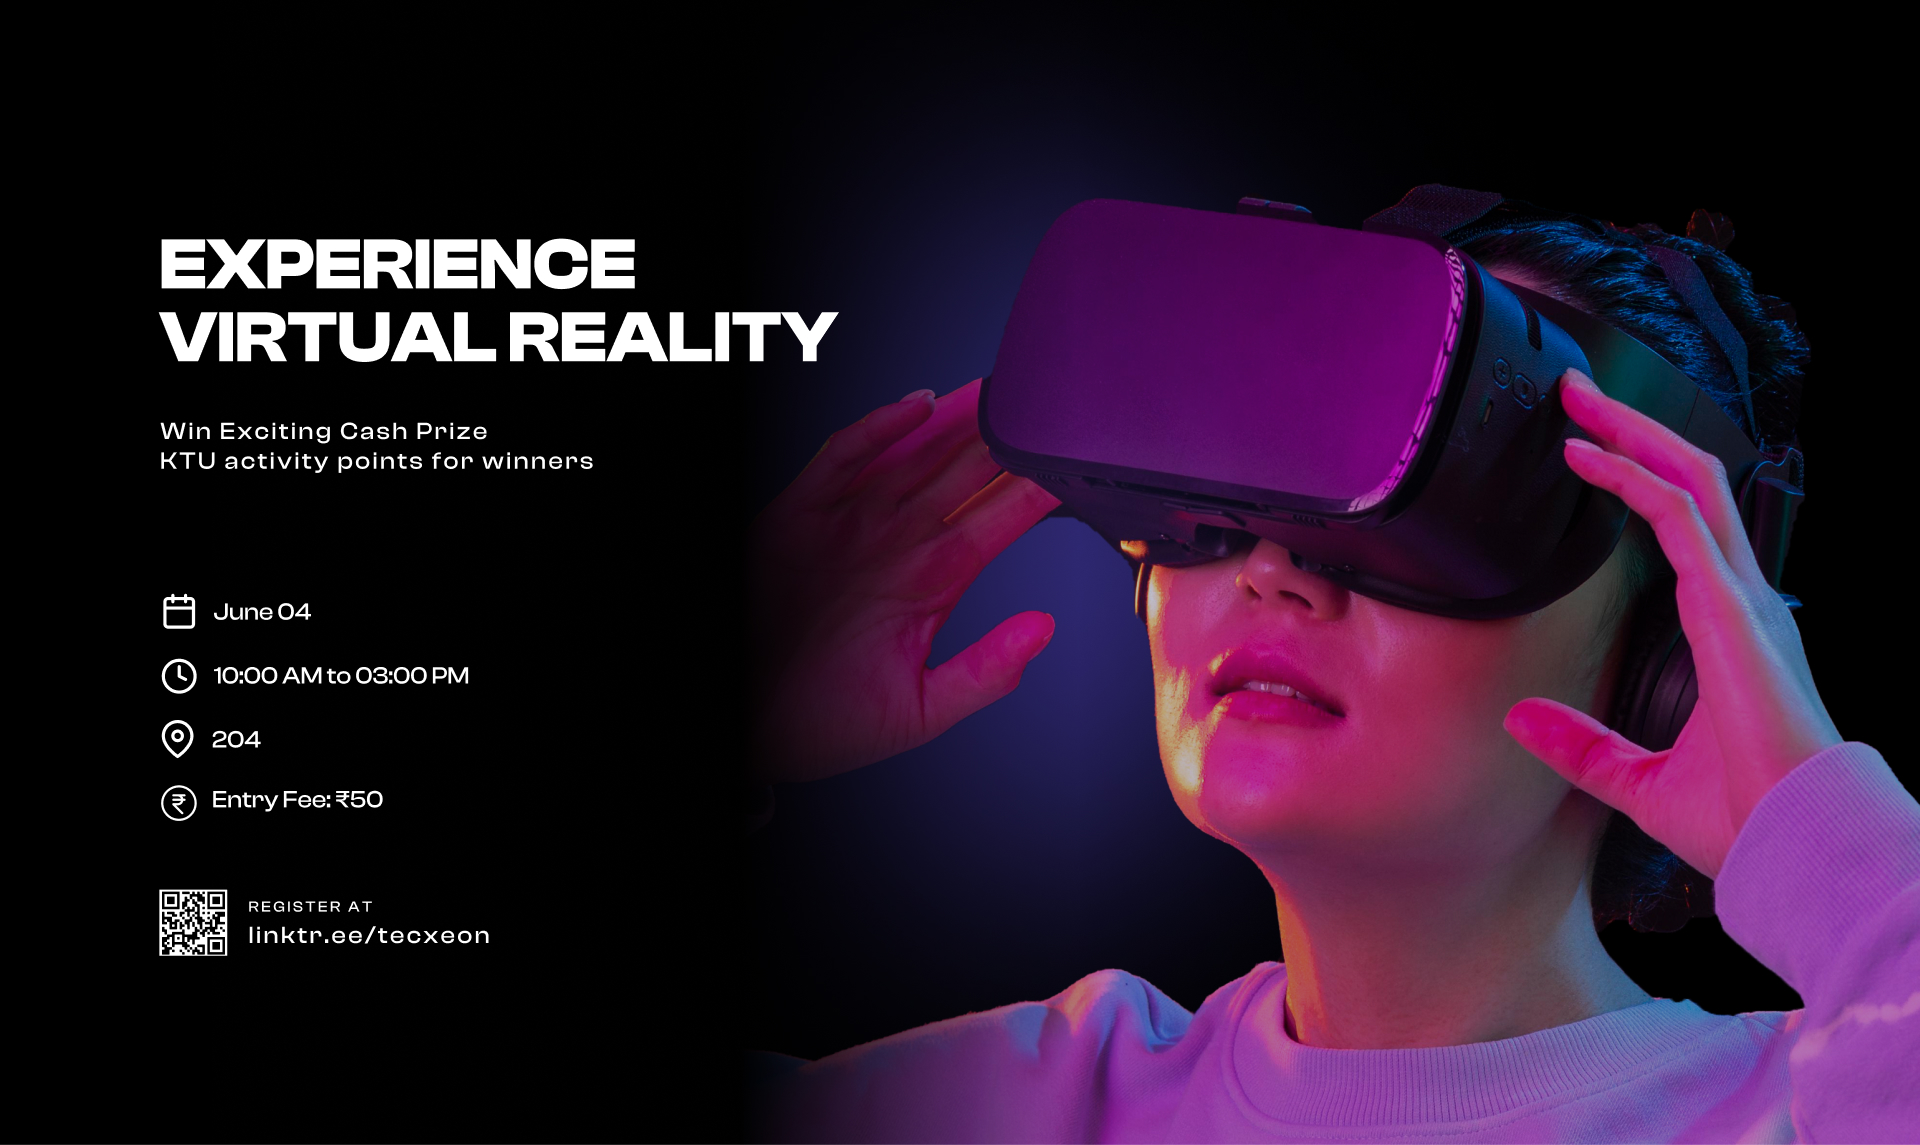 EXPERIENCE
VIRTUAL REALITY
Win Exciting Cash Prize
KTU activity points for winners
June 04
10:00 AM to 03:00 PM
204
Entry Fee: ₹50
REGISTER AT
linktr.ee/tecxeon